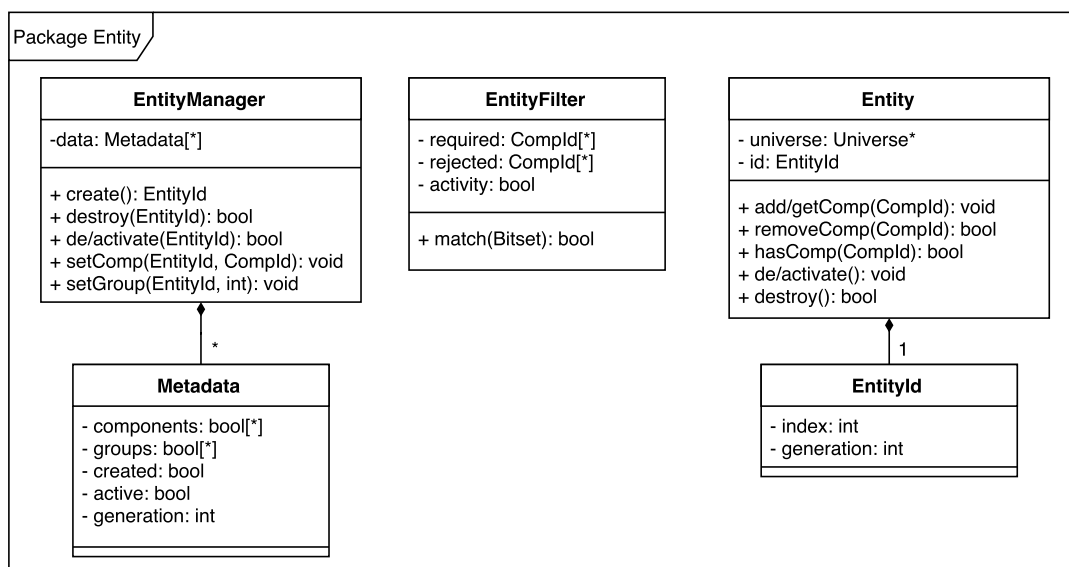 Package Entity
EntityManager
-data: Metadata[*]
+ create(): EntityId
+ destroy(EntityId): bool
+ de/activate(EntityId): bool
+ setComp(EntityId, CompId): void
+ setGroup(EntityId, int): void
*
Metadata
- components: bool[*]
- groups: bool[*]
- created: bool
- active: bool
- generation: int
EntityFilter
- required: CompId[*]
- rejected: CompId[*]
- activity: bool
+ match(Bitset): bool
Entity
- universe: Universe*
- id: EntityId
+ add/getComp(CompId): void
+ removeComp(CompId): bool
+ hasComp(CompId): bool
+ de/activate(): void
+ destroy(): bool
1
EntityId
- index: int
- generation: int